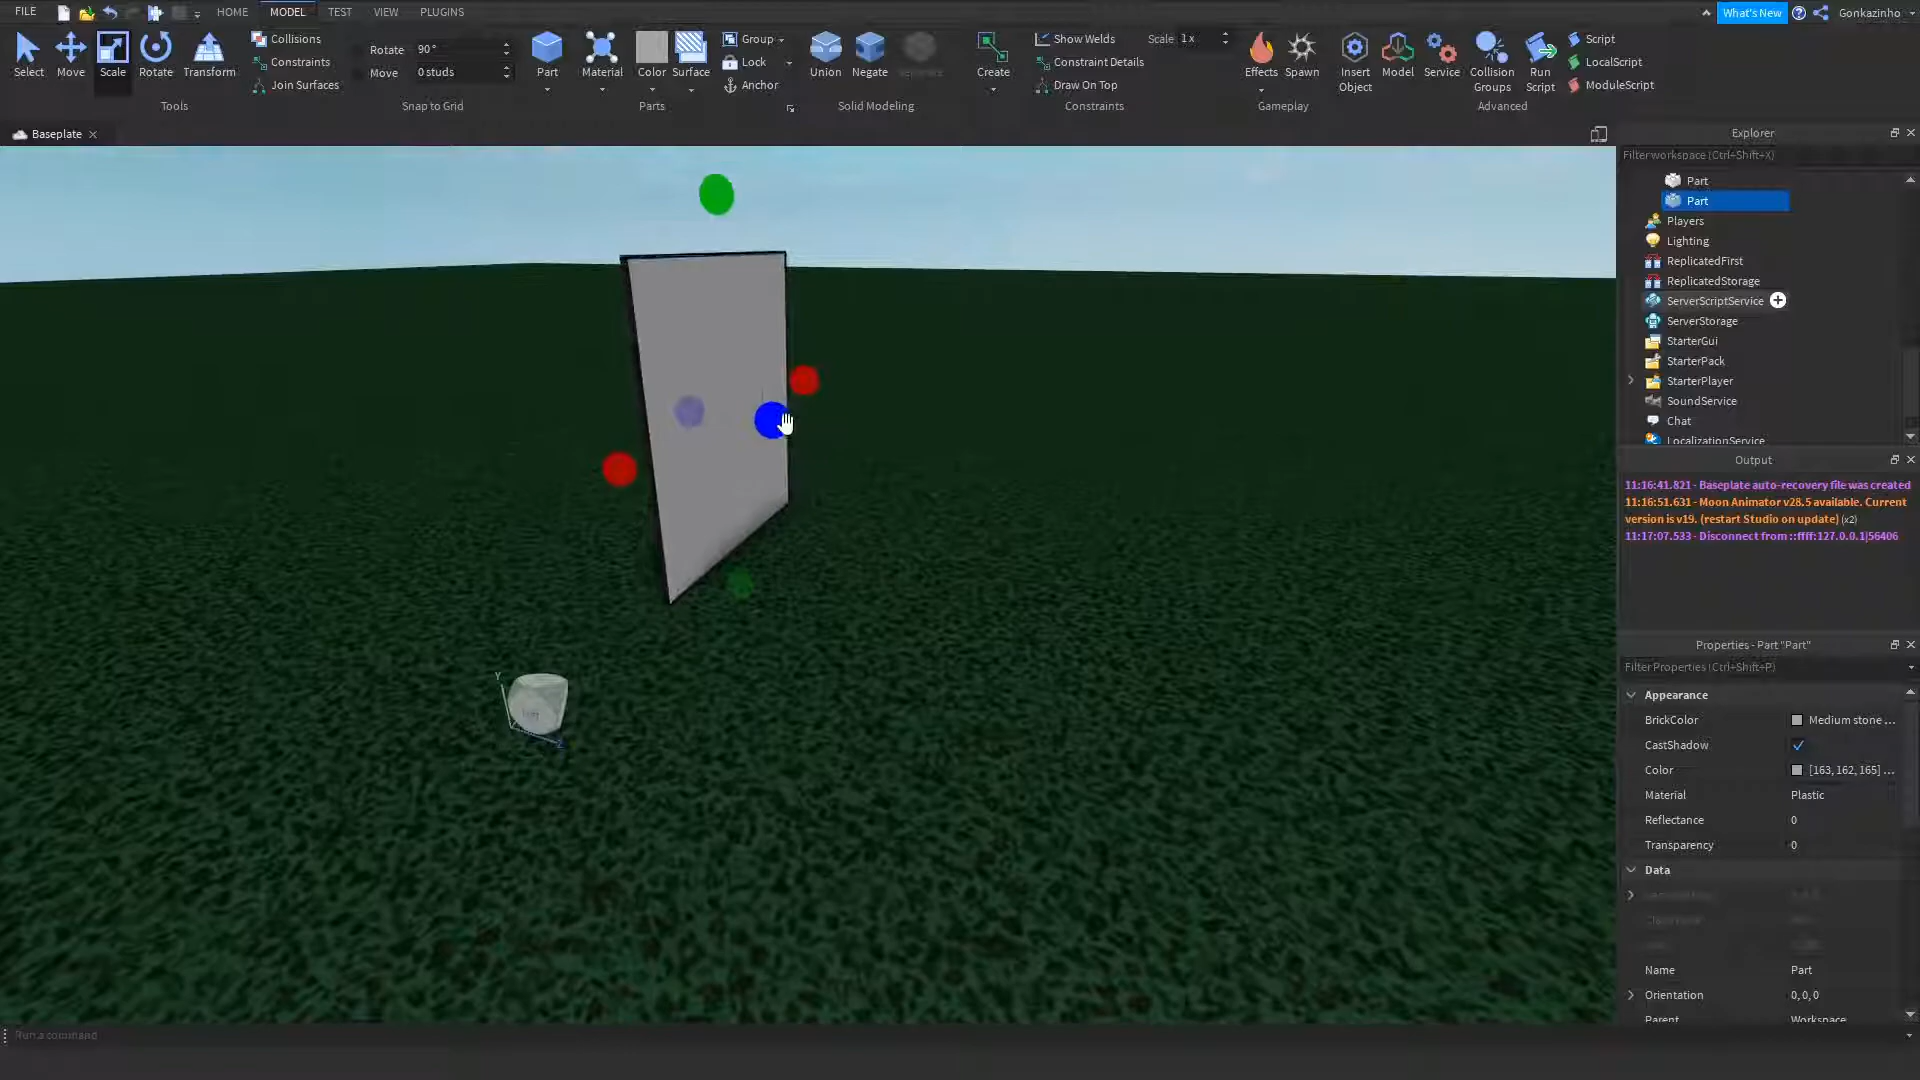 FILE
HOME
MODEL
TEST
VIEW
PLUGINS
What's New
Gonkazinho
Select
Move
Scale
Rotate
Transform
Tools
Collisions
Constraints
Join Surfaces
Rotate 90°
Move 0 studs
Snap to Grid
Part
Material
Color
Surface
Parts
Group
Lock
Anchor
Union
Negate
Solid Modeling
Create
Show Welds
Constraint Details
Draw On Top
Scale 1x
Constraints
Effects
Spawn
Gameplay
Insert
Object
Model
Service
Collision
Groups
Run
Script
Script
LocalScript
ModuleScript
Advanced
Baseplate
Explorer
Filter workspace (Ctrl+Shift+X)
Part
Part
Players
Lighting
ReplicatedFirst
ReplicatedStorage
ServerScriptService
ServerStorage
StarterGui
StarterPack
StarterPlayer
SoundService
Chat
LocalizationService
Output
11:16:41.821 - Baseplate auto-recovery file was created
11:16:51.631 - Moon Animator v28.5 available. Current
version is v19. (restart Studio on update) (x2)
11:17:07.533 - Disconnect from ::ffff:127.0.0.1|56406
Properties - Part "Part"
Filter Properties (Ctrl+Shift+P)
Appearance
BrickColor Medium stone ...
CastShadow
Color [163, 162, 165] ...
Material Plastic
Reflectance 0
Transparency 0
Data
Name Part
Orientation 0, 0, 0
Parent Workspace
Y
Z
Run a command